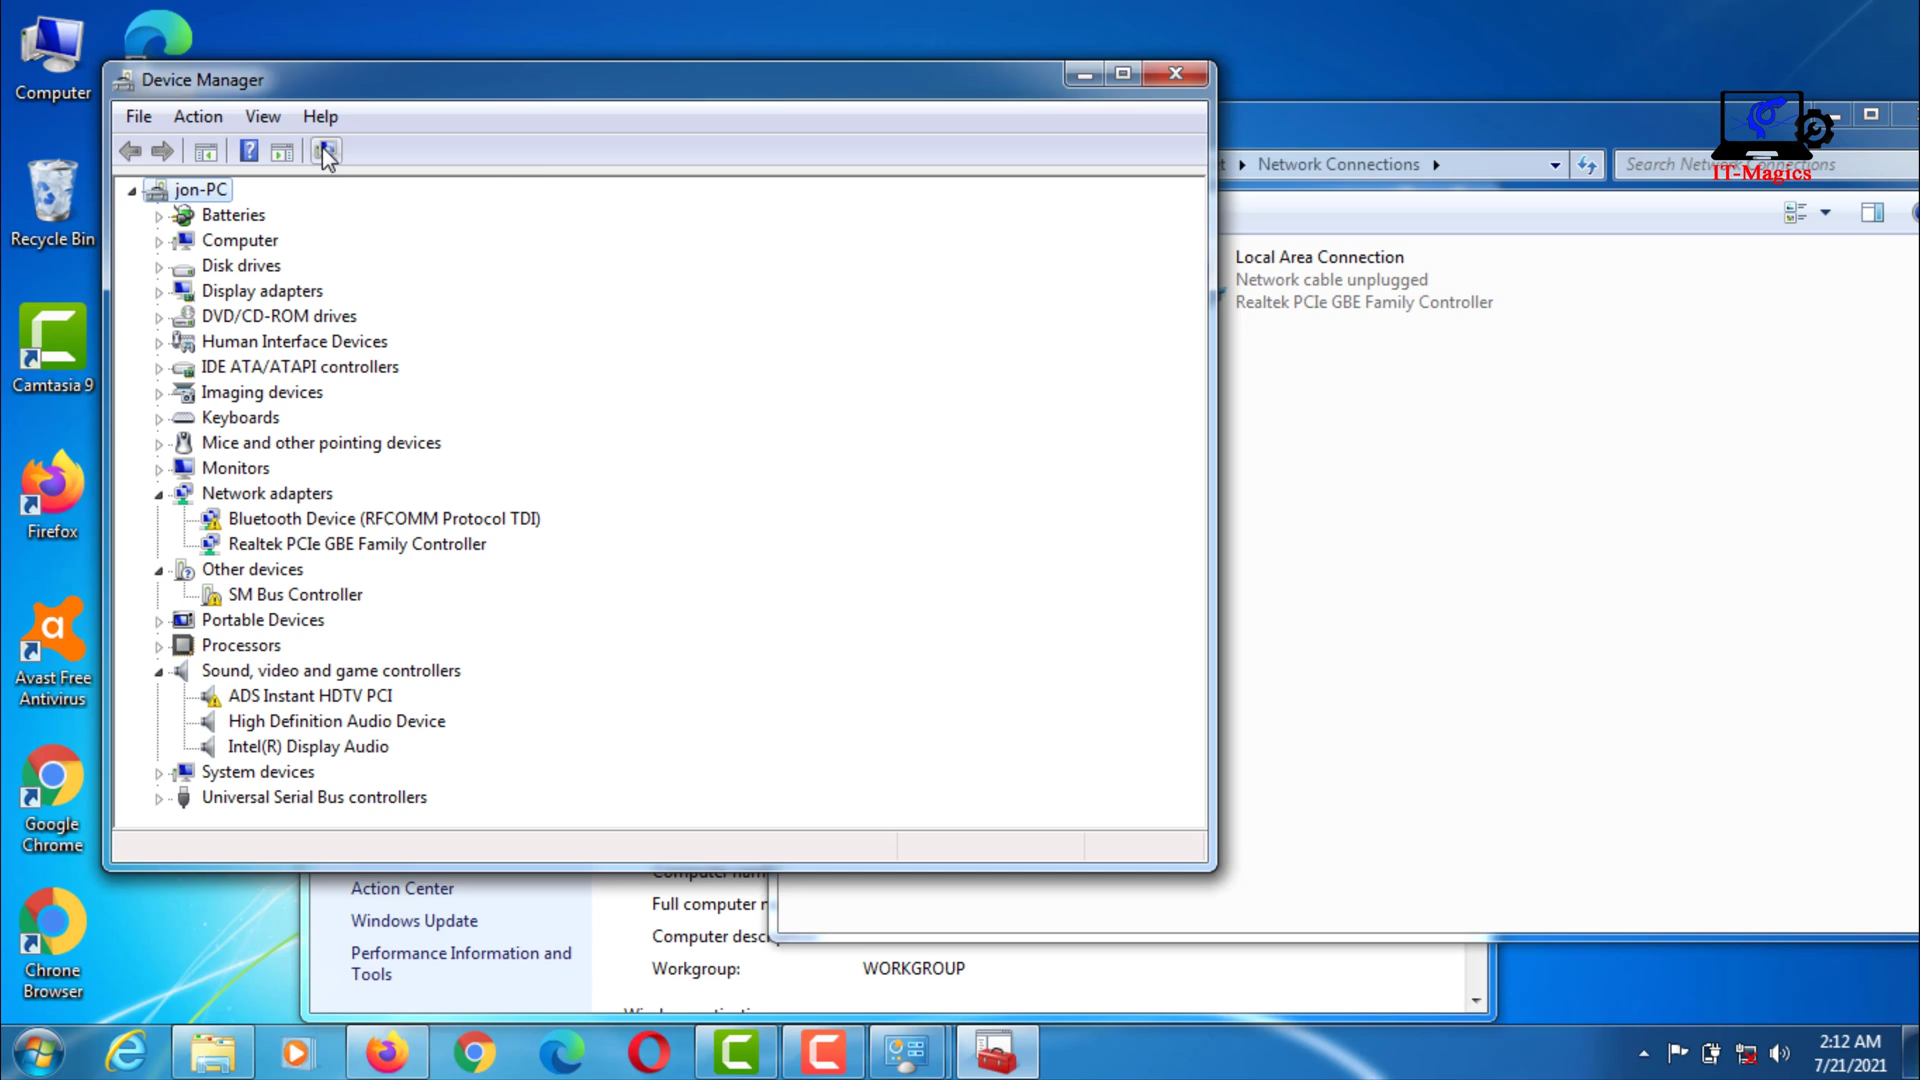 Computer
Recycle Bin
Camtasia 9
Firefox
Avast Free
Antivirus
Google
Chrome
Chrone
Browser
Device Manager
File Action View Help
jon-PC
Batteries
Computer
Disk drives
Display adapters
DVD/CD-ROM drives
Human Interface Devices
IDE ATA/ATAPI controllers
Imaging devices
Keyboards
Mice and other pointing devices
Monitors
Network adapters
Bluetooth Device (RFCOMM Protocol TDI)
Realtek PCIe GBE Family Controller
Other devices
SM Bus Controller
Portable Devices
Processors
Sound, video and game controllers
ADS Instant HDTV PCI
High Definition Audio Device
Intel(R) Display Audio
System devices
Universal Serial Bus controllers
Network Connections
Search Network Connections
IT-Magics
Local Area Connection
Network cable unplugged
Realtek PCIe GBE Family Controller
Action Center
Windows Update
Performance Information and
Tools
Full computer
Computer
Workgroup: WORKGROUP
2:12 AM
7/21/2021